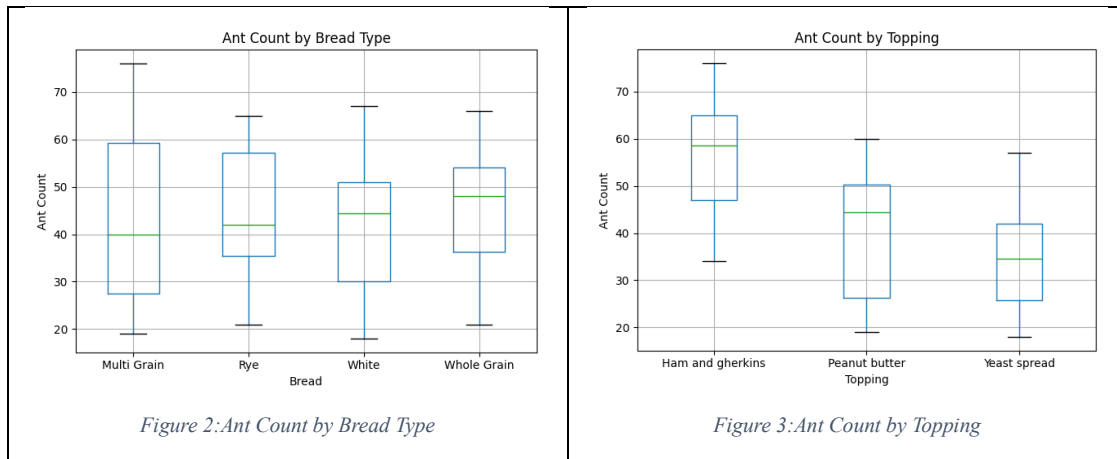 Ant Count by Bread Type
70
60
50
40
30
20
Ant Count
Multi Grain Rye White Whole Grain
Bread
Figure 2:Ant Count by Bread Type
Ant Count by Topping
70
60
50
40
30
20
Ant Count
Ham and gherkins Peanut butter Yeast spread
Topping
Figure 3:Ant Count by Topping